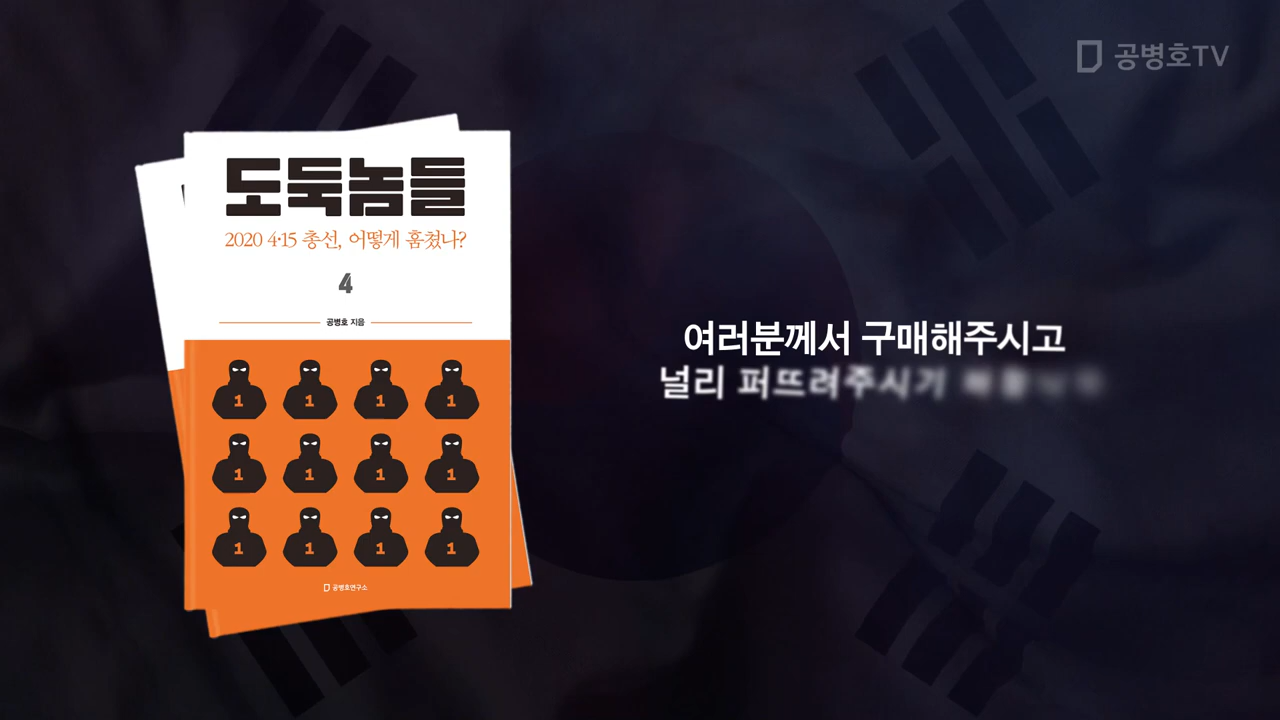 공병호TV
도둑놈들
2020 4·15 총선, 어떻게 훔쳤나?
4
공병호 지음
1 1 1 1
1 1 1 1
1 1 1 1
공병호연구소
여러분께서 구매해주시고
널리 퍼뜨려주시기